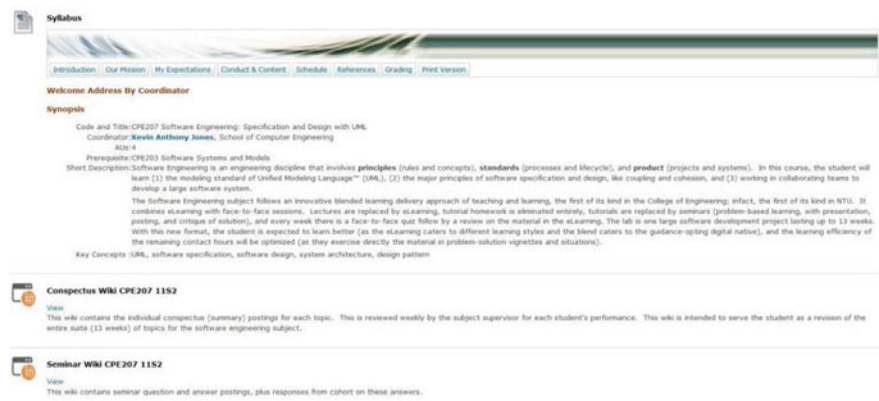 Syllabus
Introduction Our Mission My Expectations Conduct & Content Schedule References Grading Print Version
Welcome Address By Coordinator
Synopsis
Code and Title:CPE207 Software Engineering: Specification and Design with UML
Coordinator:Kevin Anthony Jones, School of Computer Engineering
AUs:4
Prerequisite:CPE203 Software Systems and Models
Short Description:Software Engineering is an engineering discipline that involves principles (rules and concepts), standards (processes and lifecycle), and product (projects and systems). In this course, the student will
learn (1) the modeling standard of Unified Modeling Language™ (UML), (2) the major principles of software specification and design, like coupling and cohesion, and (3) working in collaborating teams to
develop a large software system.
The Software Engineering subject follows an innovative blended learning delivery approach of teaching and learning, the first of its kind in the College of Engineering; infact, the first of its kind in NTU. It
combines eLearning with face-to-face sessions. Lectures are replaced by eLearning, tutorial homework is eliminated entirely, tutorials are replaced by seminars (problem-based learning, with presentation,
posting, and critique of solution), and every week there is a face-to-face quiz follow by a review on the material in the eLearning. The lab is one large software development project lasting up to 13 weeks.
With this new format, the student is expected to learn better (as the eLearning caters to different learning styles and the blend caters to the guidance-opting digital native), and the learning efficiency of
the remaining contact hours will be optimized (as they exercise directly the material in problem-solution vignettes and situations).
Key Concepts :UML, software specification, software design, system architecture, design pattern
Conspectus Wiki CPE207 11S2
View
This wiki contains the individual conspectus (summary) postings for each topic. This is reviewed weekly by the subject supervisor for each student's performance. This wiki is intended to serve the student as a revision of the
entire suite (13 weeks) of topics for the software engineering subject.
Seminar Wiki CPE207 11S2
View
This wiki contains seminar question and answer postings, plus responses from cohort on these answers.